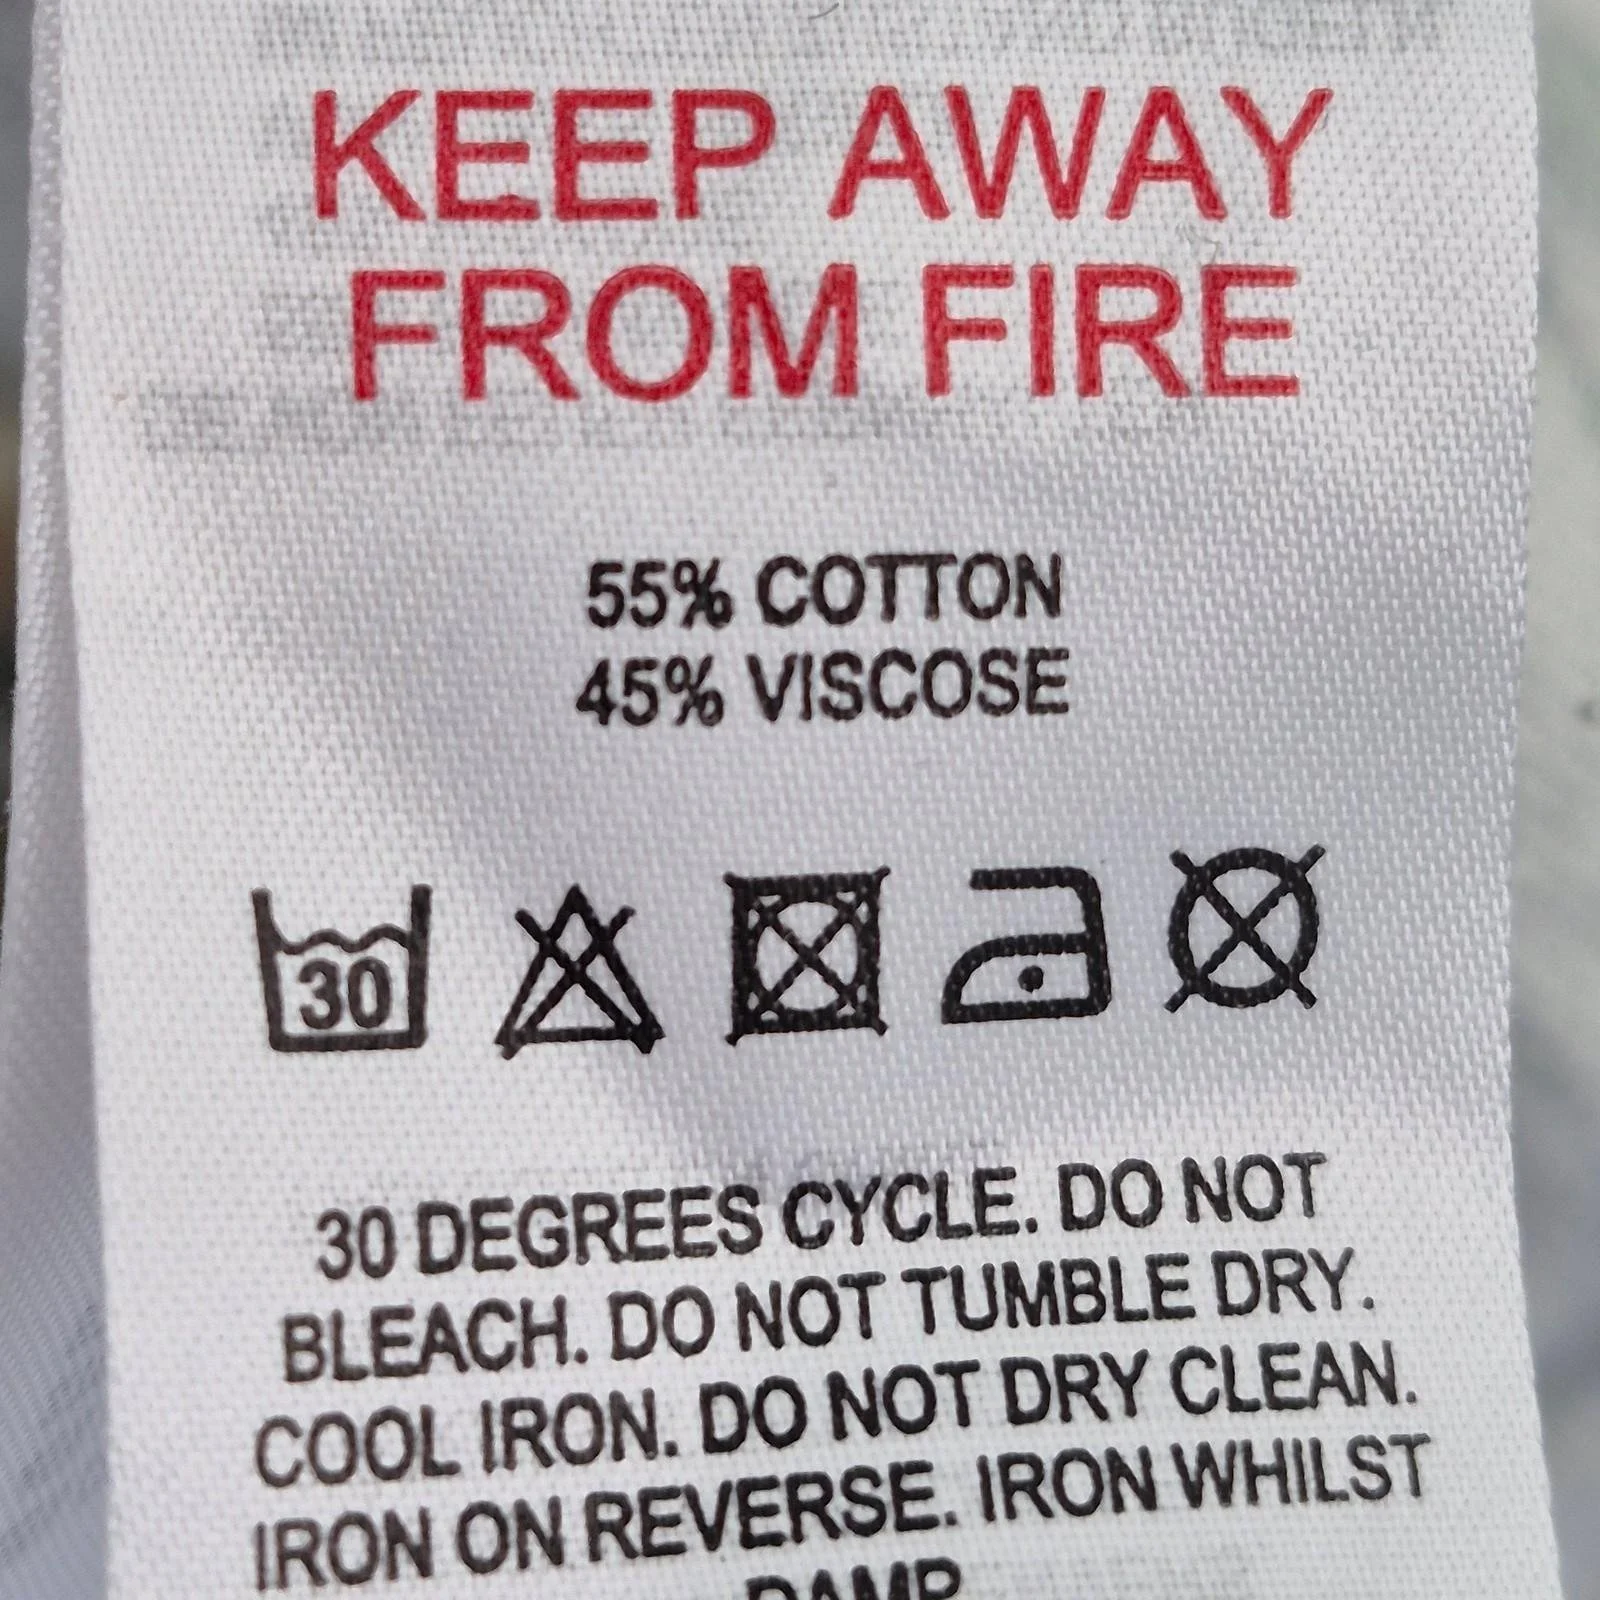 KEEP AWAY
FROM FIRE
55% COTTON
45% VISCOSE
30
30 DEGREES CYCLE. DO NOT
BLEACH. DO NOT TUMBLE DRY.
COOL IRON. DO NOT DRY CLEAN.
IRON ON REVERSE. IRON WHILST
DAMP